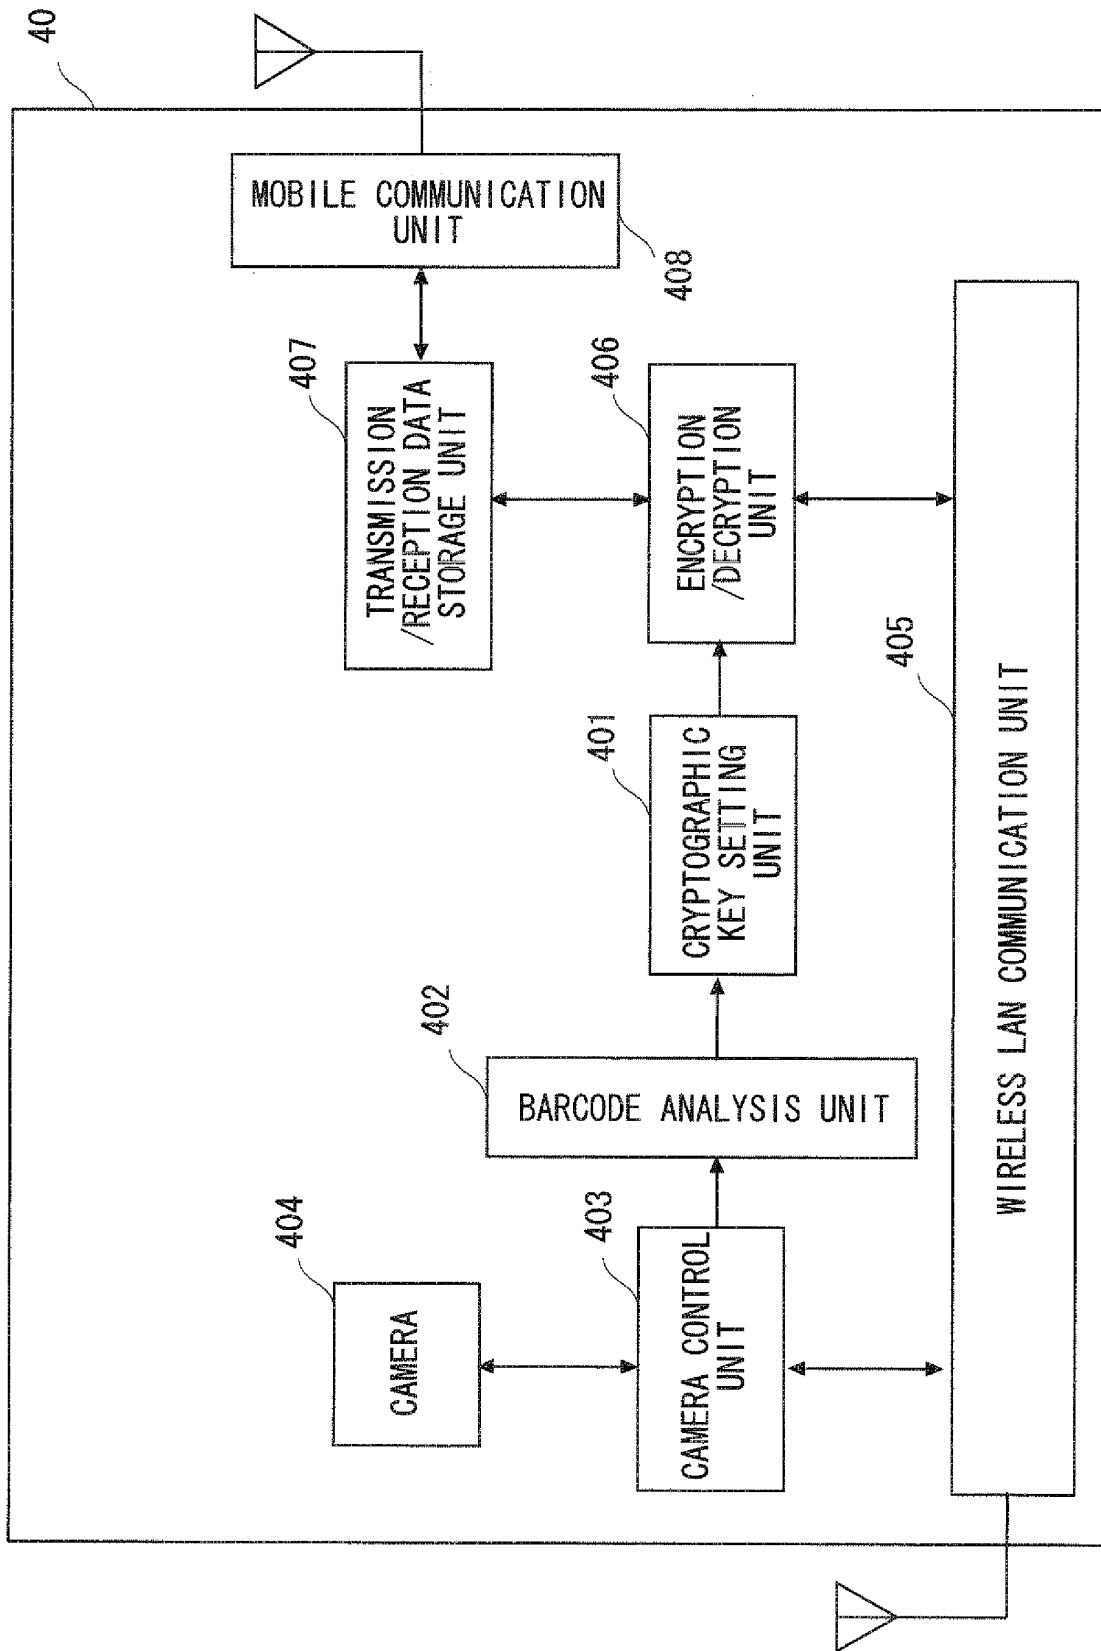 40
MOBILE COMMUNICATION
UNIT
408
407
TRANSMISSION
/RECEPTION DATA
STORAGE UNIT
406
ENCRYPTION
/DECRYPTION
UNIT
401
CRYPTOGRAPHIC
KEY SETTING
UNIT
402
BARCODE ANALYSIS UNIT
404
CAMERA
403
CAMERA CONTROL
UNIT
405
WIRELESS LAN COMMUNICATION UNIT